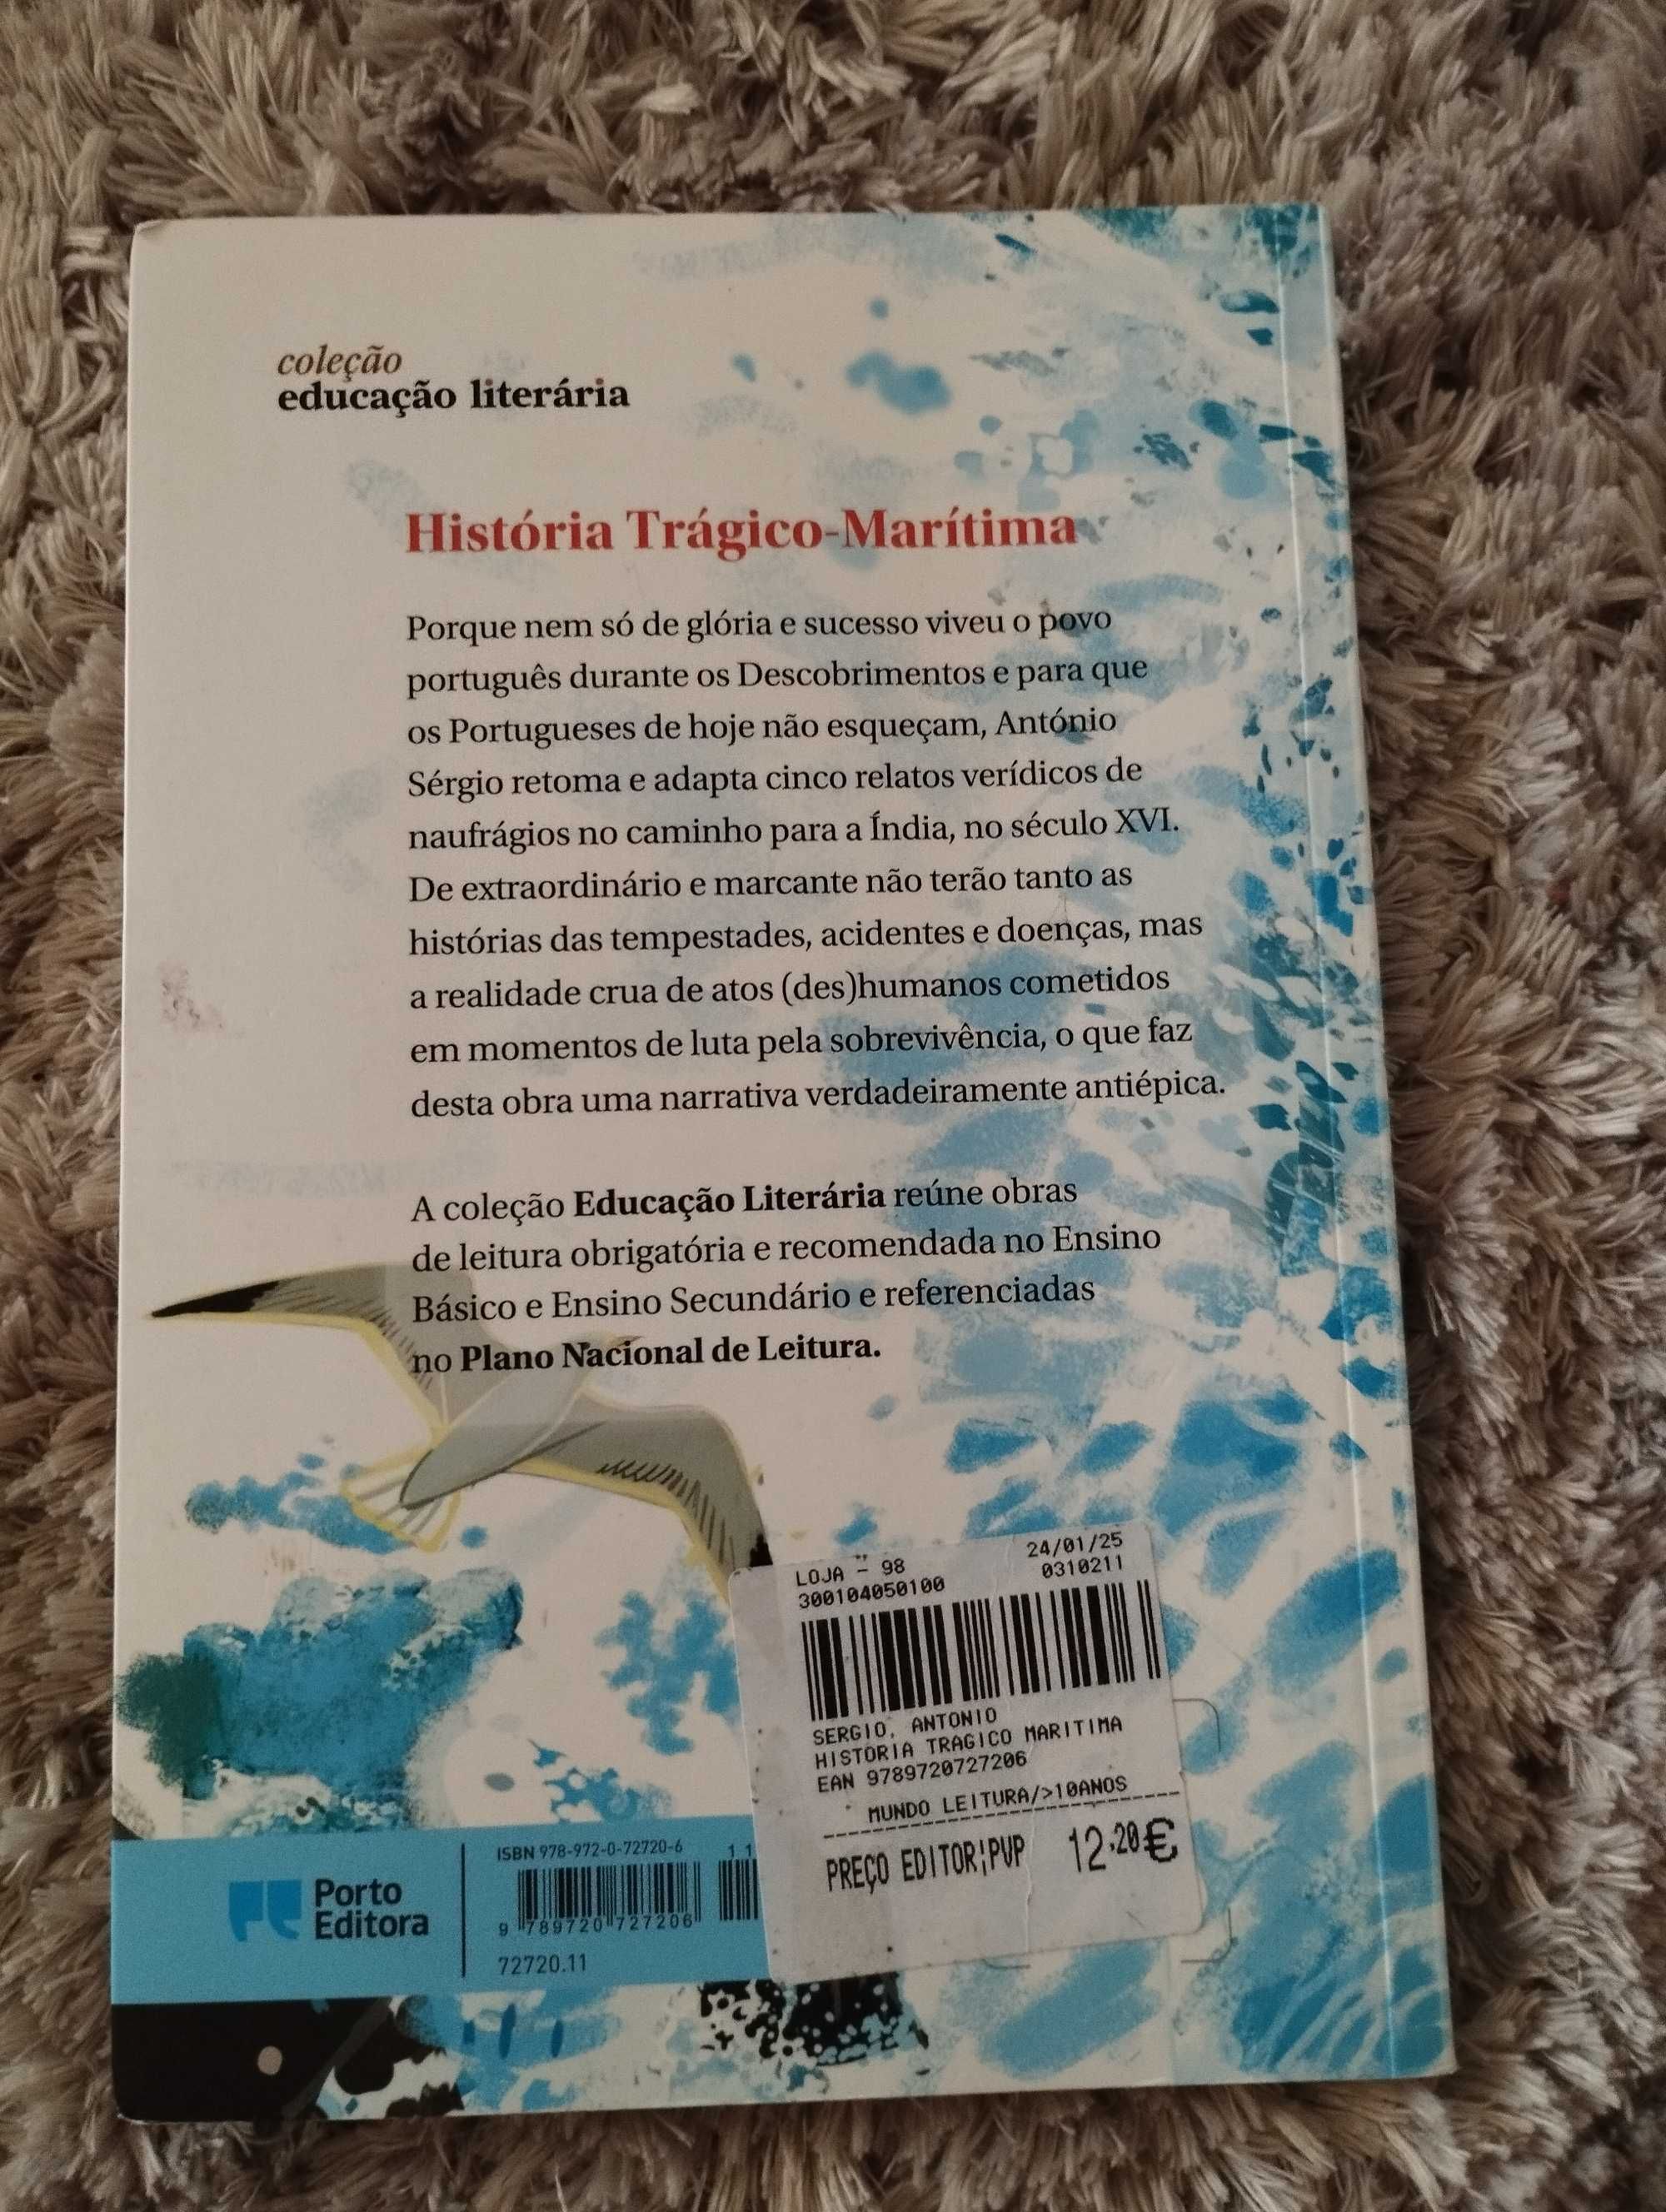 coleção
educação literária
História Trágico-Marítima
Porque nem só de glória e sucesso viveu o povo
português durante os Descobrimentos e para que
os Portugueses de hoje não esqueçam, António
Sérgio retoma e adapta cinco relatos verídicos de
naufrágios no caminho para a Índia, no século XVI.
De extraordinário e marcante não terão tanto as
histórias das tempestades, acidentes e doenças, mas
a realidade crua de atos (des)humanos cometidos
em momentos de luta pela sobrevivência, o que faz
desta obra uma narrativa verdadeiramente antiépica.
A coleção Educação Literária reúne obras
de leitura obrigatória e recomendada no Ensino
Básico e Ensino Secundário e referenciadas
no Plano Nacional de Leitura.
LOJA - 98 24/01/25
300104050100 0310211
SERGIO, ANTONIO
HISTORIA TRAGICO MARITIMA
EAN 9789720727206
MUNDO LEITURA/>10ANOS
PREÇO EDITOR¦PVP 12,20€
Porto
Editora
ISBN 978-972-0-72720-6
1 1
9 789720 727206
72720.11